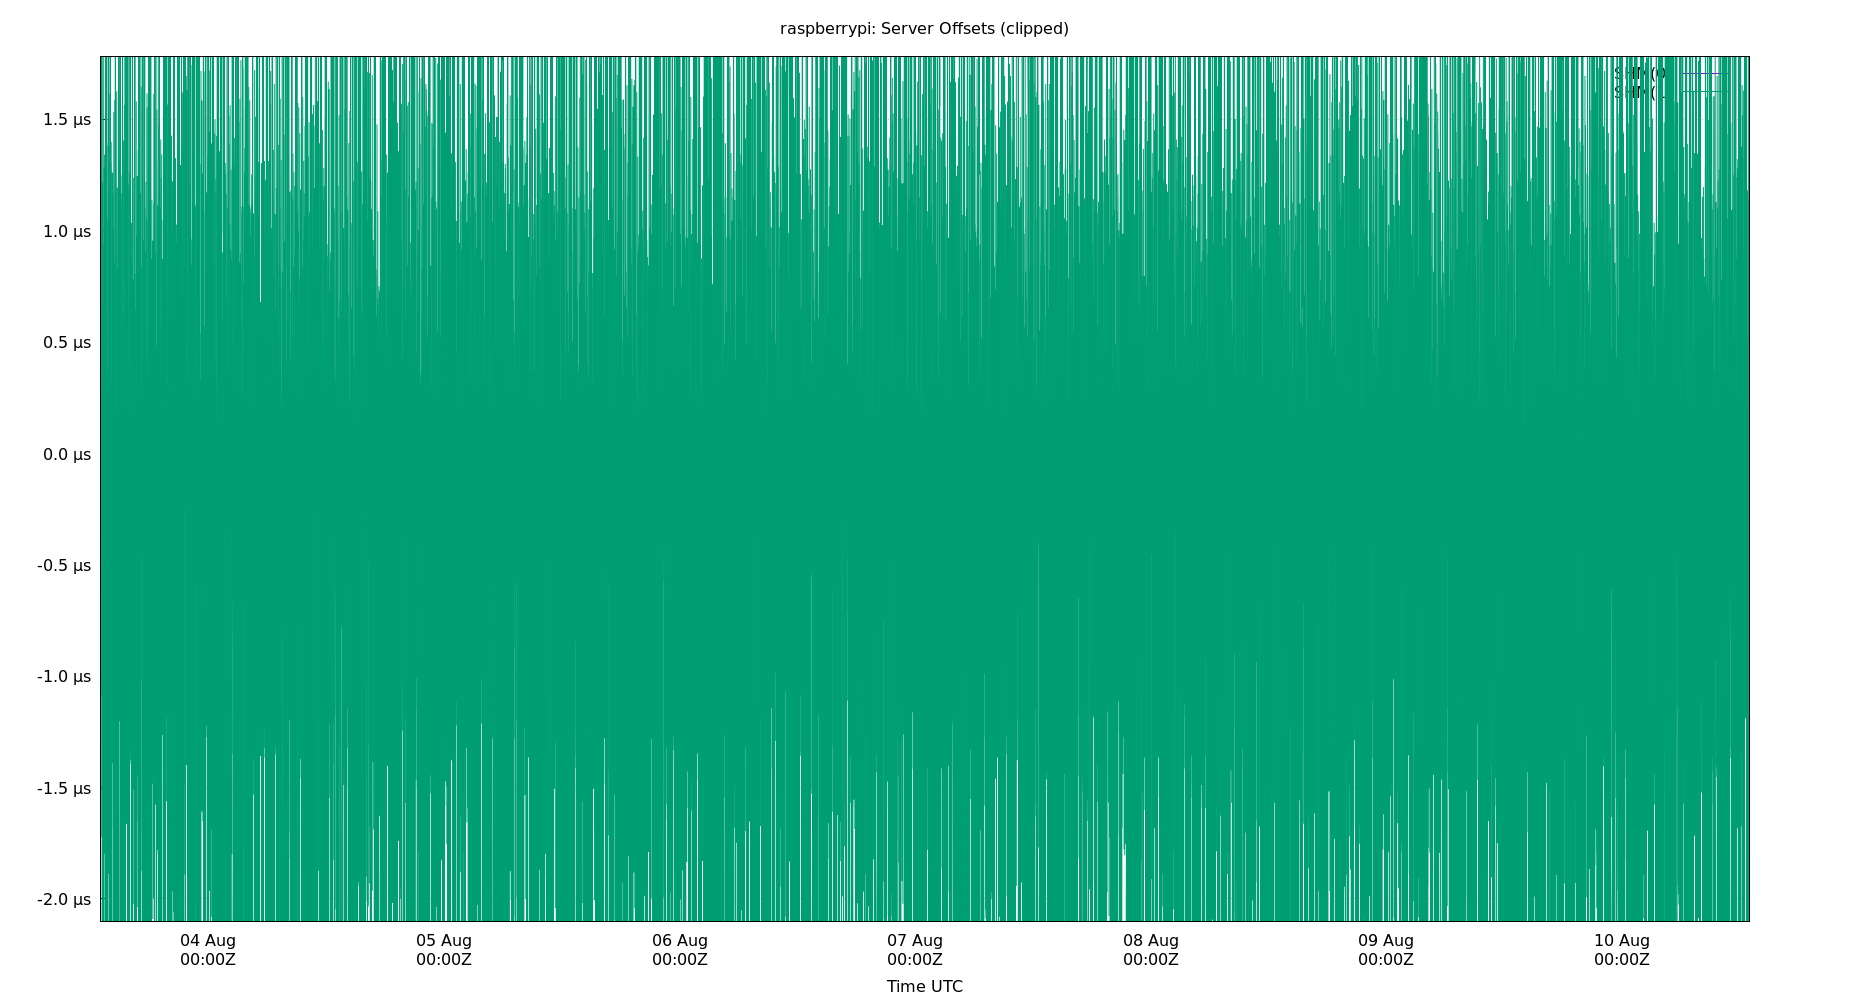 raspberrypi: Server Offsets (clipped)
1.5 µs
1.0 µs
0.5 µs
0.0 µs
-0.5 µs
-1.0 µs
-1.5 µs
-2.0 µs
04 Aug 05 Aug 06 Aug 07 Aug 08 Aug 09 Aug 10 Aug
00:00Z 00:00Z 00:00Z 00:00Z 00:00Z 00:00Z 00:00Z
Time UTC